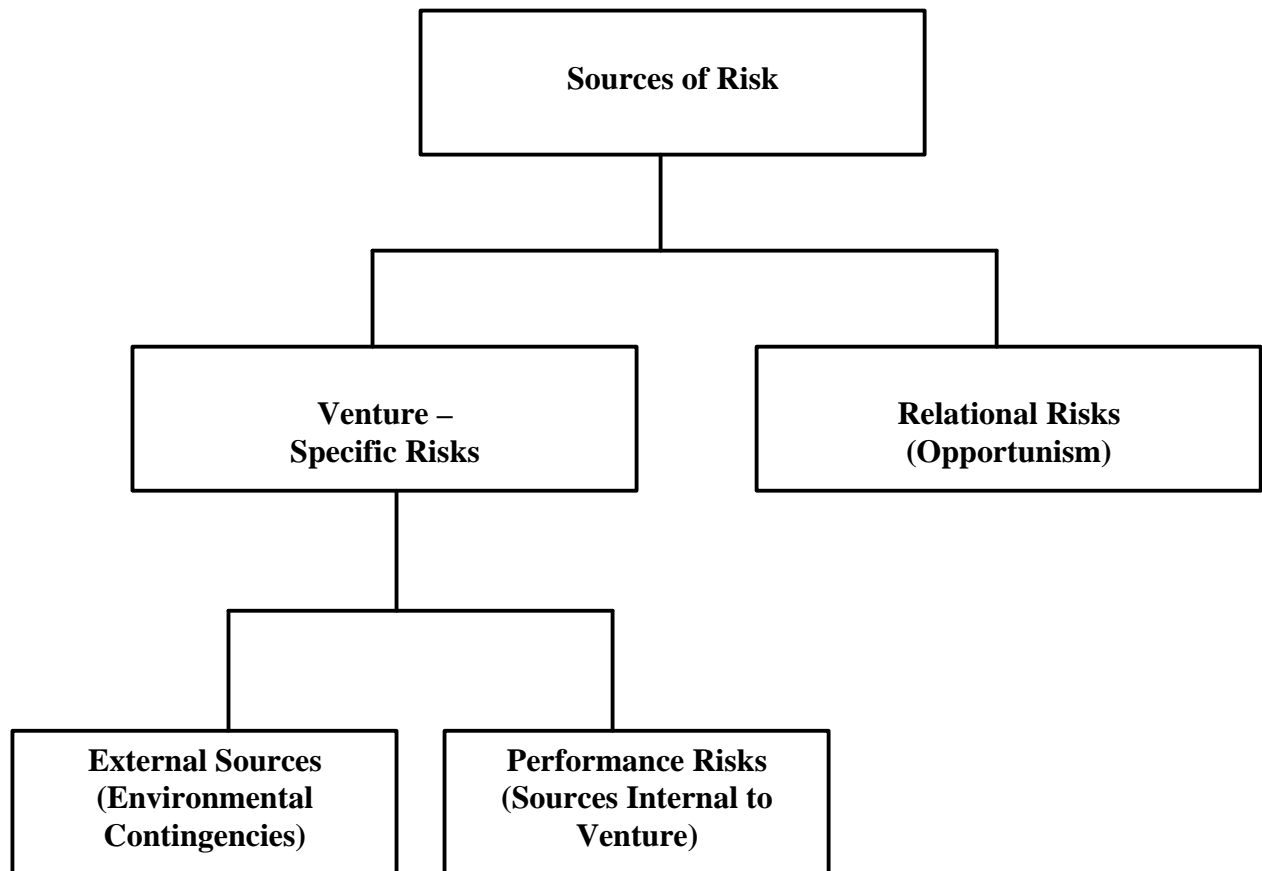 Sources of Risk
Venture –
Specific Risks
Relational Risks
(Opportunism)
External Sources
(Environmental
Contingencies)
Performance Risks
(Sources Internal to
Venture)